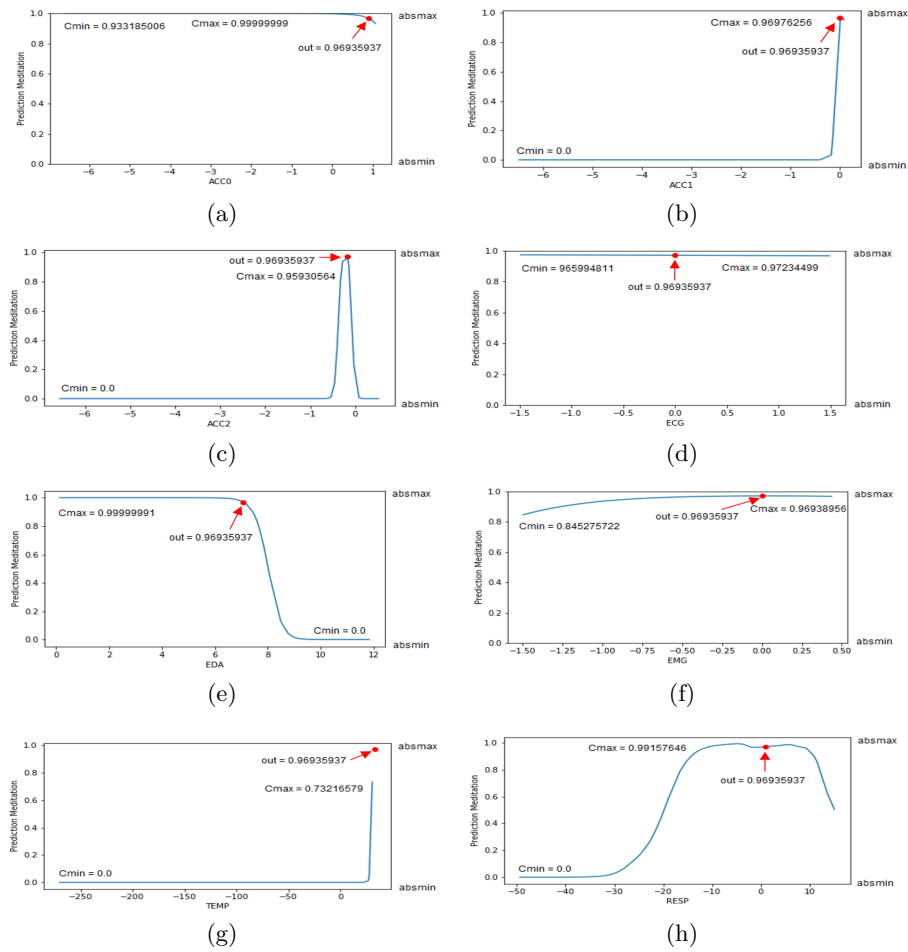 absmax
Cmin = 0.933185006
Cmax = 0.99999999
out = 0.96935937
Prediction Meditation
1.0
0.8
0.6
0.4
0.2
0.0
absmin
−6 −5 −4 −3 −2 −1 0 1
ACC0
(a)
absmax
Cmax = 0.96976256
out = 0.96935937
Prediction Meditation
1.0
0.8
0.6
0.4
0.2
0.0
Cmin = 0.0
absmin
−6 −5 −4 −3 −2 −1 0
ACC1
(b)
absmax
out = 0.96935937
Cmax = 0.95930564
Prediction Meditation
1.0
0.8
0.6
0.4
0.2
0.0
Cmin = 0.0
absmin
−6 −5 −4 −3 −2 −1 0
ACC2
(c)
absmax
Cmin = 965994811
Cmax = 0.97234499
out = 0.96935937
Prediction Meditation
1.0
0.8
0.6
0.4
0.2
0.0
absmin
−1.5 −1.0 −0.5 0.0 0.5 1.0 1.5
ECG
(d)
absmax
Cmax = 0.99999991
out = 0.96935937
Prediction Meditation
1.0
0.8
0.6
0.4
0.2
0.0
Cmin = 0.0
absmin
0 2 4 6 8 10 12
EDA
(e)
absmax
Cmin = 0.845275722
out = 0.96935937
Cmax = 0.96938956
Prediction Meditation
1.0
0.8
0.6
0.4
0.2
0.0
absmin
−1.50 −1.25 −1.00 −0.75 −0.50 −0.25 0.00 0.25 0.50
EMG
(f)
absmax
out = 0.96935937
Cmax = 0.73216579
Prediction Meditation
1.0
0.8
0.6
0.4
0.2
0.0
Cmin = 0.0
absmin
−250 −200 −150 −100 −50 0
TEMP
(g)
absmax
Cmax = 0.99157646
out = 0.96935937
Prediction Meditation
1.0
0.8
0.6
0.4
0.2
0.0
Cmin = 0.0
absmin
−50 −40 −30 −20 −10 0 10
RESP
(h)